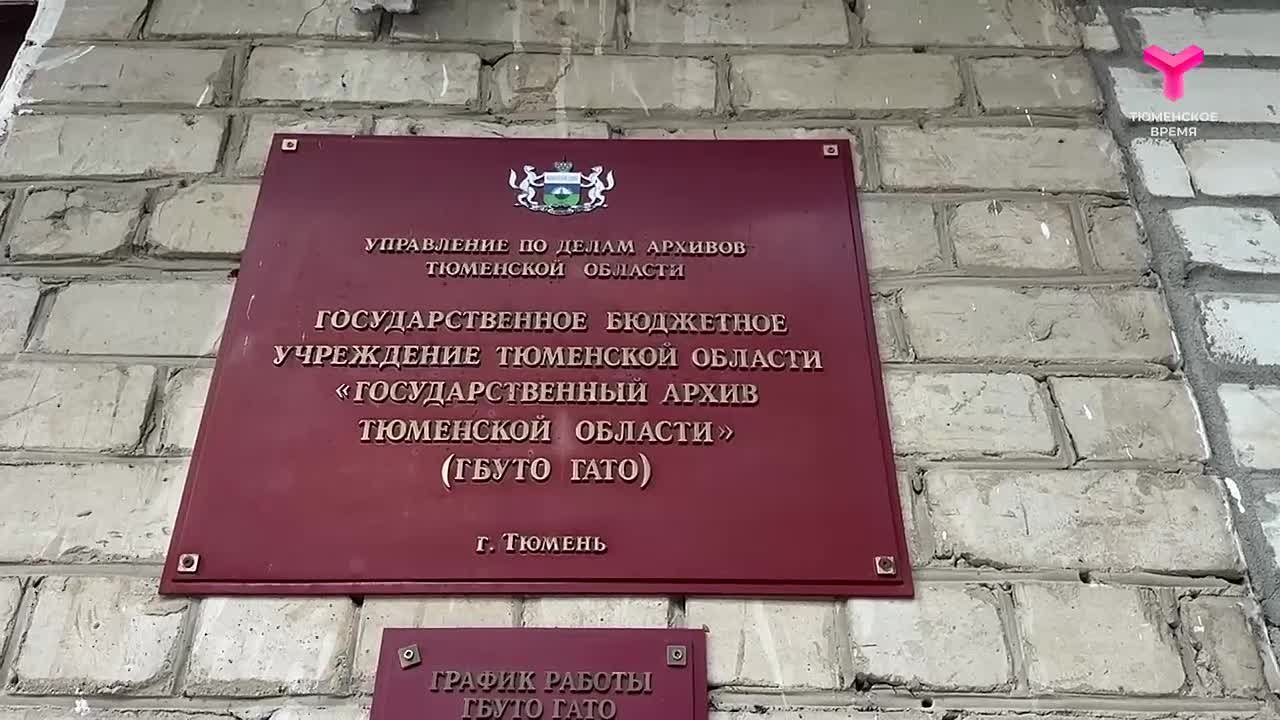 ТЮМЕНСКОЕ
ВРЕМЯ
УПРАВЛЕНИЕ ПО ДЕЛАМ АРХИВОВ
ТЮМЕНСКОЙ ОБЛАСТИ
ГОСУДАРСТВЕННОЕ БЮДЖЕТНОЕ
УЧРЕЖДЕНИЕ ТЮМЕНСКОЙ ОБЛАСТИ
«ГОСУДАРСТВЕННЫЙ АРХИВ
ТЮМЕНСКОЙ ОБЛАСТИ»
(ГБУТО ГАТО)
г. Тюмень
ГРАФИК РАБОТЫ
ГБУТО ГАТО